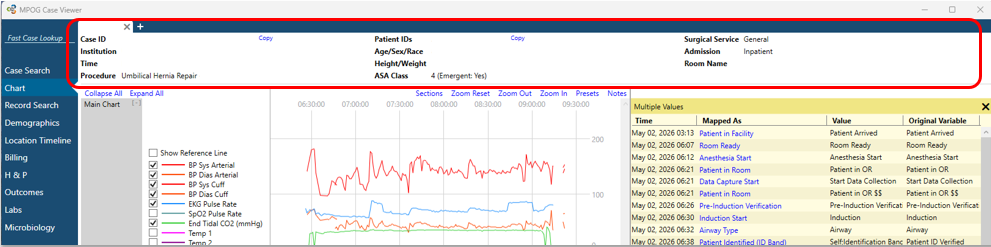 MPOG Case Viewer
Fast Case Lookup
Case ID Copy Patient IDs Copy Surgical Service General
Institution Age/Sex/Race Admission Inpatient
Time Height/Weight Room Name
Procedure Umbilical Hernia Repair ASA Class 4 (Emergent: Yes)
Case Search
Chart
Record Search
Demographics
Location Timeline
Billing
H & P
Outcomes
Labs
Microbiology
Collapse All Expand All Sections Zoom Reset Zoom Out Zoom In Presets Notes
Main Chart [-]
06:30:00 07:00:00 07:30:00 08:00:00 08:30:00 09:00:00 09:30:00
200
100
0
Show Reference Line
BP Sys Arterial
BP Dias Arterial
BP Sys Cuff
BP Dias Cuff
EKG Pulse Rate
SpO2 Pulse Rate
End Tidal CO2 (mmHg)
Temp 1
Temp 2
Multiple Values
Time Mapped As Value Original Variable
May 02, 2026 03:13 Patient in Facility Patient Arrived Patient Arrived
May 02, 2026 06:07 Room Ready Room Ready Room Ready
May 02, 2026 06:12 Anesthesia Start Anesthesia Start Anesthesia Start
May 02, 2026 06:21 Patient in Room Patient in OR Patient in OR
May 02, 2026 06:21 Data Capture Start Start Data Collection Start Data Collection
May 02, 2026 06:21 Patient in Room Patient in OR $$ Patient in OR $$
May 02, 2026 06:26 Pre-Induction Verification Pre-Induction Verificat Pre-Induction Verifica
May 02, 2026 06:30 Induction Start Induction Induction
May 02, 2026 06:32 Airway Type Airway Airway
May 02, 2026 06:38 Patient Identified (ID Band) Self;Identification Band Patient ID Verified